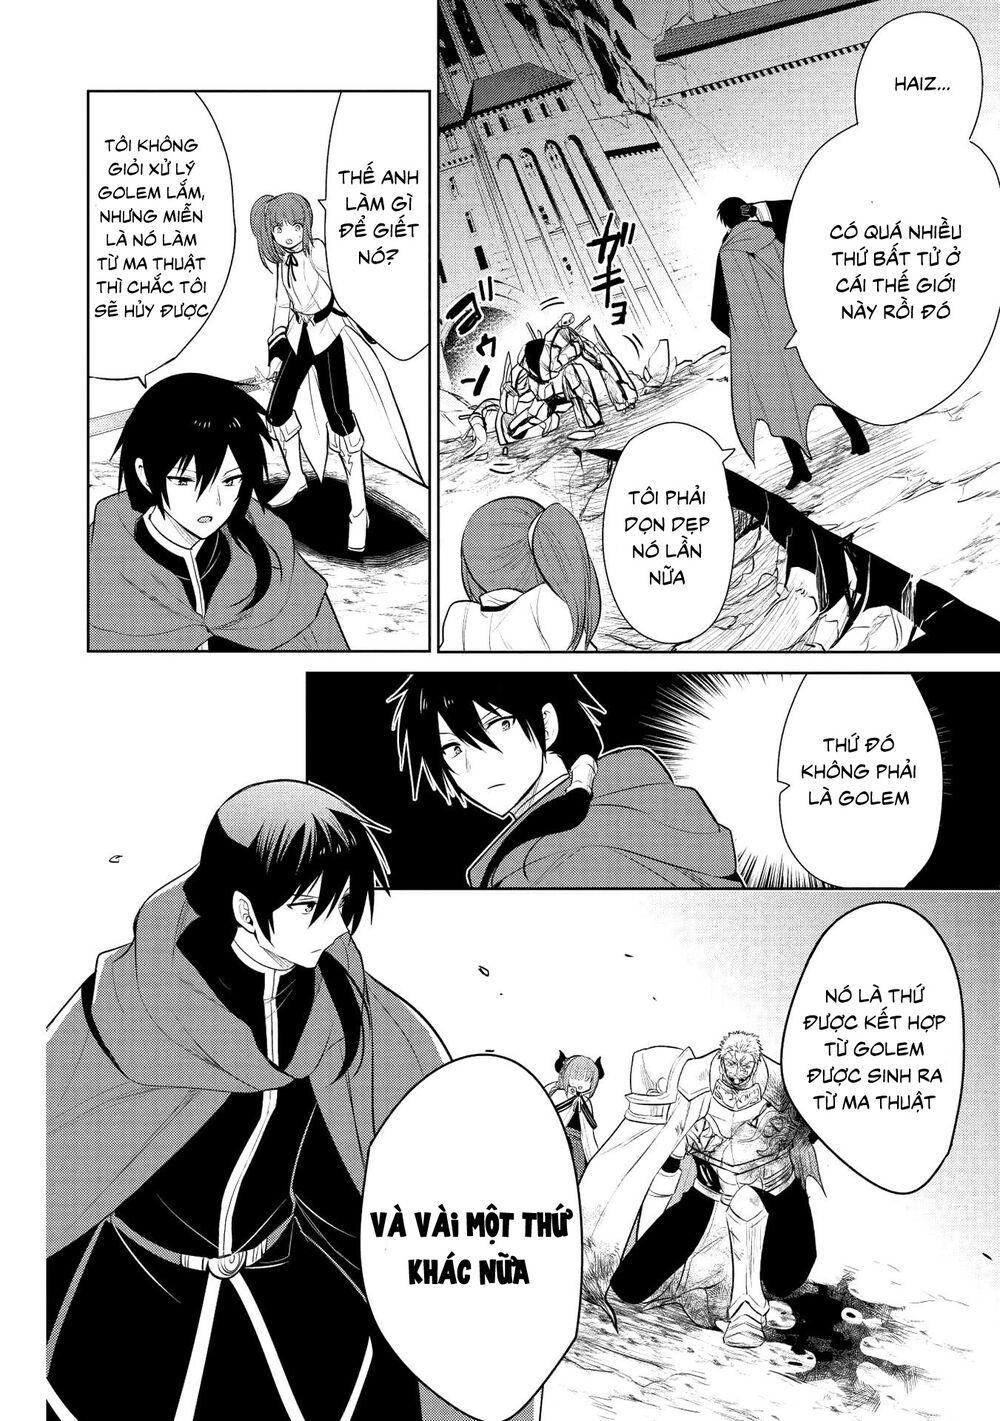 HAIZ...
CÓ QUÁ NHIỀU
THỨ BẤT TỬ Ở
CÁI THẾ GIỚI
NÀY RỒI ĐÓ
TÔI PHẢI
DỌN DẸP
NÓ LẦN
NỮA
THẾ ANH
LÀM GÌ
ĐỂ GIẾT
NÓ?
TÔI KHÔNG
GIỎI XỬ LÝ
GOLEM LẮM,
NHƯNG MIỄN
LÀ NÓ LÀM
TỪ MA THUẬT
THÌ CHẮC TÔI
SẼ HỦY ĐƯỢC
THỨ ĐÓ
KHÔNG PHẢI
LÀ GOLEM
NÓ LÀ THỨ
ĐƯỢC KẾT HỢP
TỪ GOLEM
ĐƯỢC SINH RA
TỪ MA THUẬT
VÀ VÀI MỘT THỨ
KHÁC NỮA